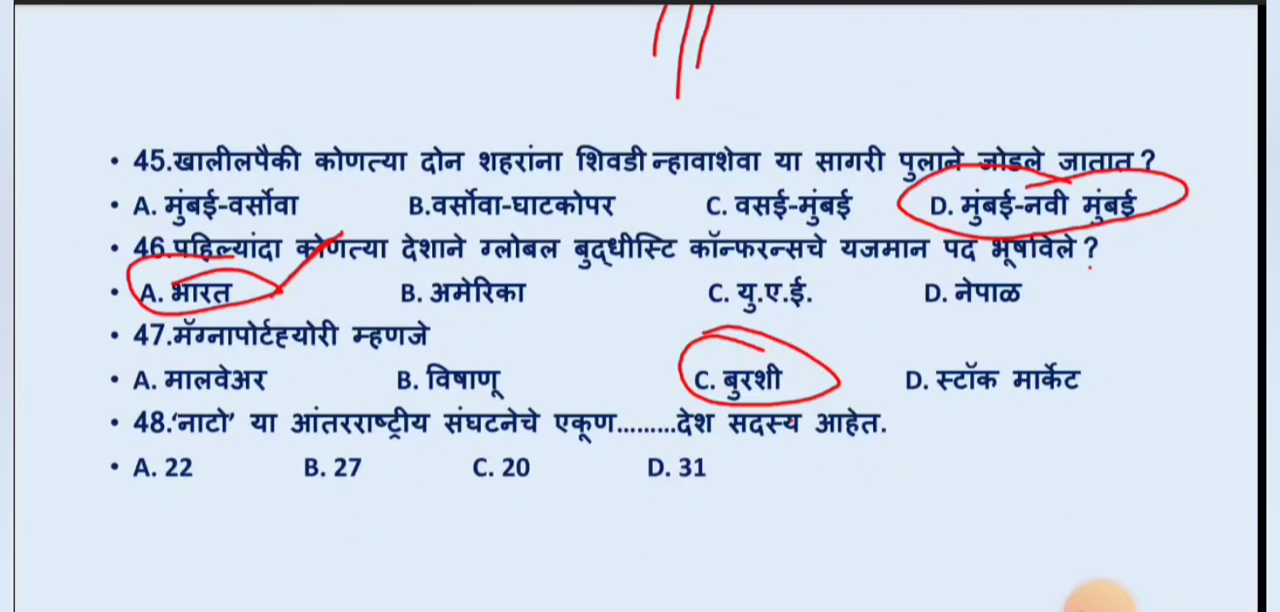 • 45.खालीलपैकी कोणत्या दोन शहरांना शिवडी न्हावाशेवा या सागरी पुलाने जोडले जातात ?
• A. मुंबई-वर्सोवा B.वर्सोवा-घाटकोपर C. वसई-मुंबई D. मुंबई-नवी मुंबई
• 46.पहिल्यांदा कोणत्या देशाने ग्लोबल बुद्धीस्टि कॉन्फरन्सचे यजमान पद भूषविले ?
• A. भारत B. अमेरिका C. यु.ए.ई. D. नेपाळ
• 47.मॅग्नापोर्टह्योरी म्हणजे
• A. मालवेअर B. विषाणू C. बुरशी D. स्टॉक मार्केट
• 48.‘नाटो’ या आंतरराष्ट्रीय संघटनेचे एकूण.........देश सदस्य आहेत.
• A. 22 B. 27 C. 20 D. 31